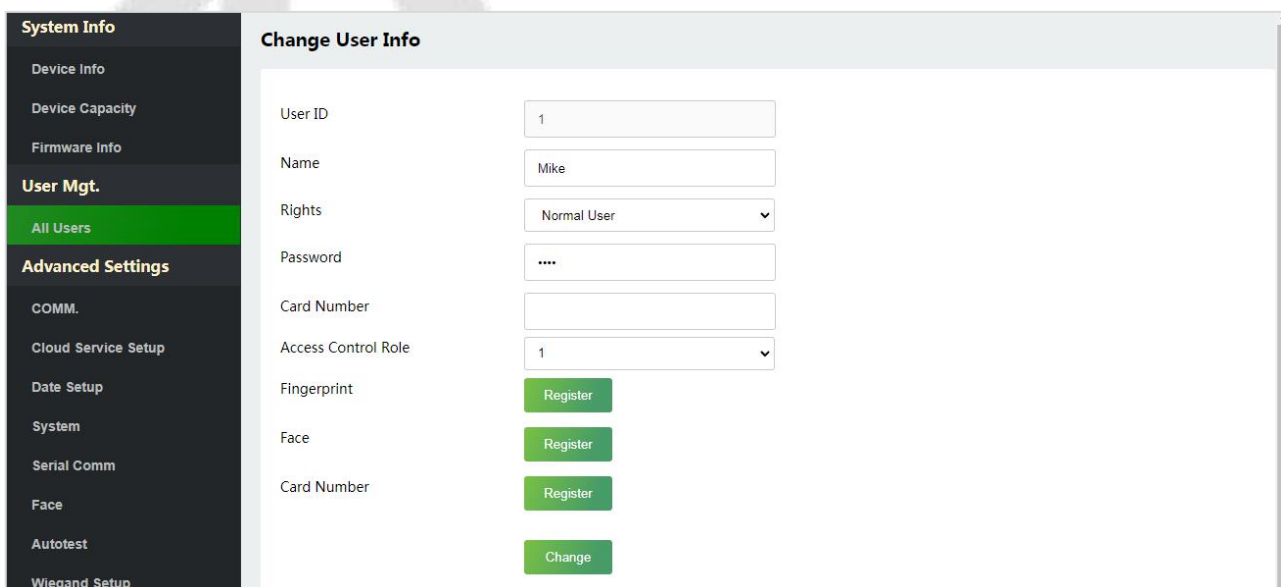 System Info
Device Info
Device Capacity
Firmware Info
User Mgt.
All Users
Advanced Settings
COMM.
Cloud Service Setup
Date Setup
System
Serial Comm
Face
Autotest
Wiegand Setup
Change User Info
User ID 1
Name Mike
Rights Normal User
Password ••••
Card Number
Access Control Role 1
Fingerprint Register
Face Register
Card Number Register
Change